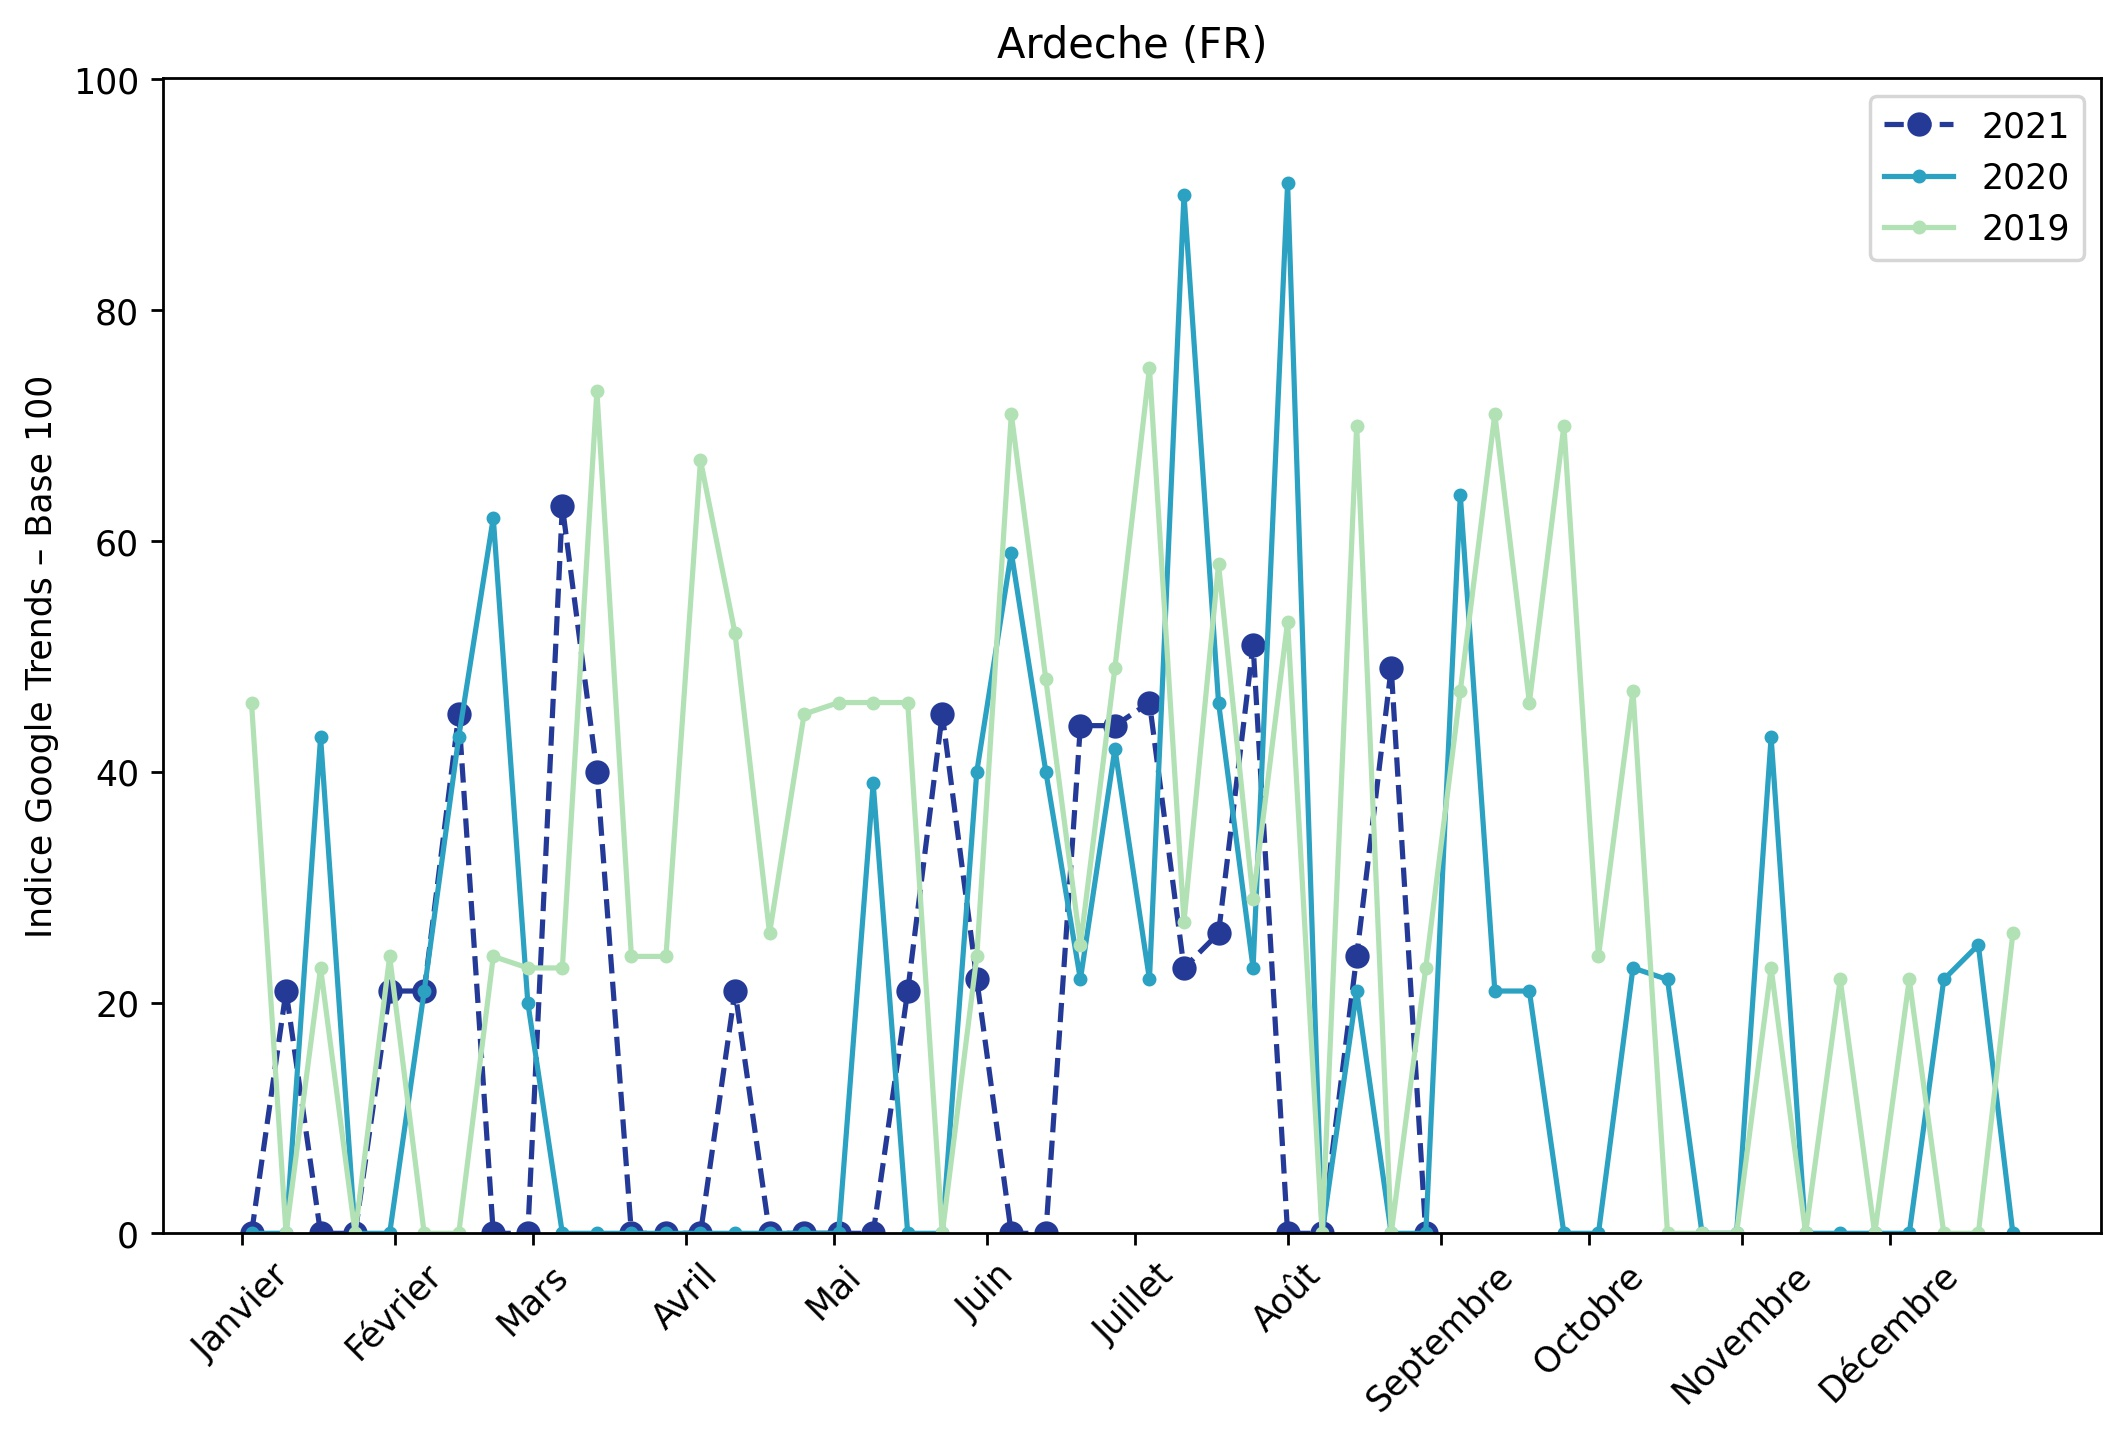 Ardeche (FR)
Indice Google Trends – Base 100
100
80
60
40
20
0
2021
2020
2019
Janvier
Février
Mars
Avril
Mai
Juin
Juillet
Août
Septembre
Octobre
Novembre
Décembre